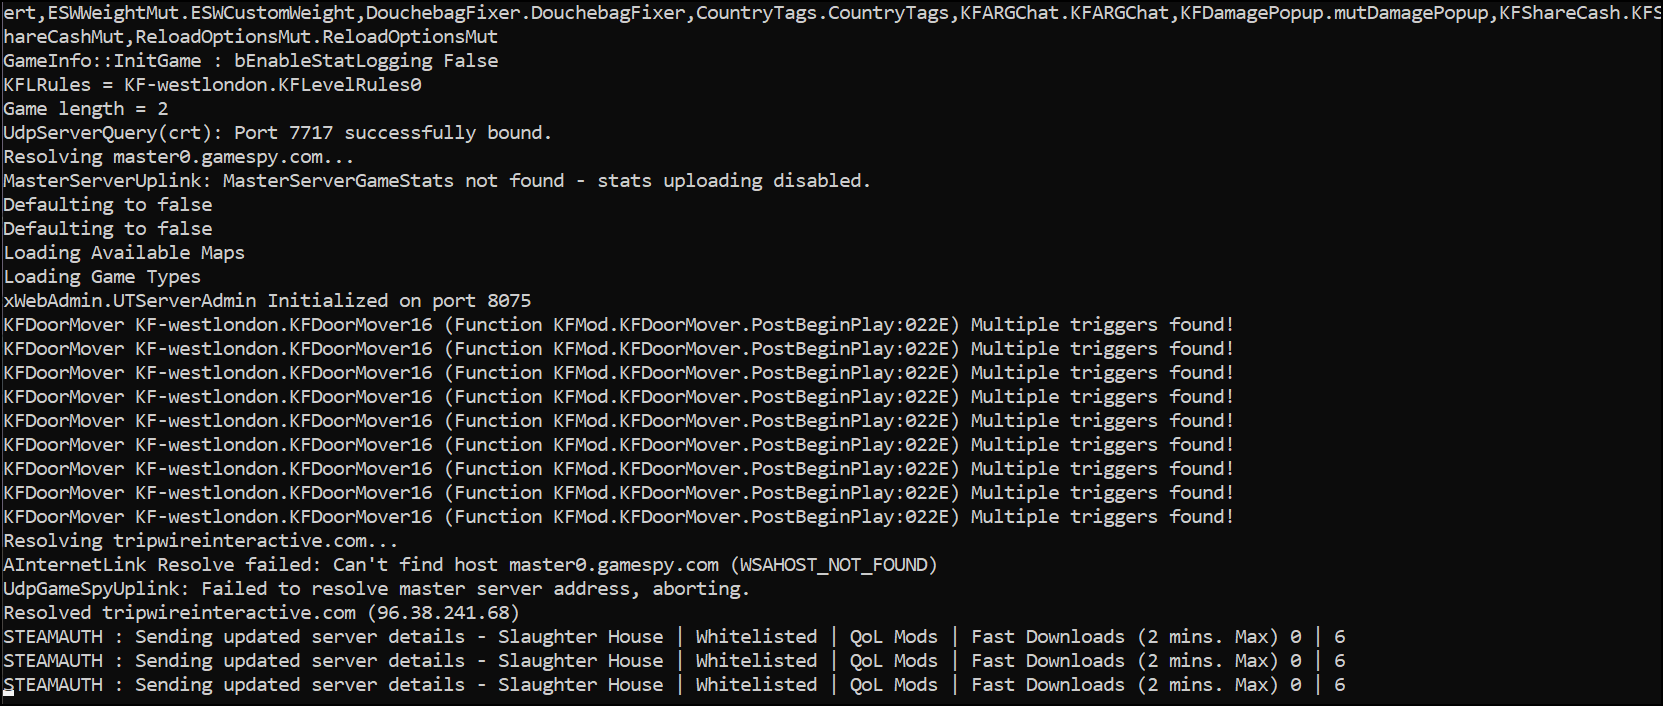 ert,ESWWeightMut.ESWCustomWeight,DouchebagFixer.DouchebagFixer,CountryTags.CountryTags,KFARGChat.KFARGChat,KFDamagePopup.mutDamagePopup,KFShareCash.KFS
hareCashMut,ReloadOptionsMut.ReloadOptionsMut
GameInfo::InitGame : bEnableStatLogging False
KFLRules = KF-westlondon.KFLevelRules0
Game length = 2
UdpServerQuery(crt): Port 7717 successfully bound.
Resolving master0.gamespy.com...
MasterServerUplink: MasterServerGameStats not found - stats uploading disabled.
Defaulting to false
Defaulting to false
Loading Available Maps
Loading Game Types
xWebAdmin.UTServerAdmin Initialized on port 8075
KFDoorMover KF-westlondon.KFDoorMover16 (Function KFMod.KFDoorMover.PostBeginPlay:022E) Multiple triggers found!
KFDoorMover KF-westlondon.KFDoorMover16 (Function KFMod.KFDoorMover.PostBeginPlay:022E) Multiple triggers found!
KFDoorMover KF-westlondon.KFDoorMover16 (Function KFMod.KFDoorMover.PostBeginPlay:022E) Multiple triggers found!
KFDoorMover KF-westlondon.KFDoorMover16 (Function KFMod.KFDoorMover.PostBeginPlay:022E) Multiple triggers found!
KFDoorMover KF-westlondon.KFDoorMover16 (Function KFMod.KFDoorMover.PostBeginPlay:022E) Multiple triggers found!
KFDoorMover KF-westlondon.KFDoorMover16 (Function KFMod.KFDoorMover.PostBeginPlay:022E) Multiple triggers found!
KFDoorMover KF-westlondon.KFDoorMover16 (Function KFMod.KFDoorMover.PostBeginPlay:022E) Multiple triggers found!
KFDoorMover KF-westlondon.KFDoorMover16 (Function KFMod.KFDoorMover.PostBeginPlay:022E) Multiple triggers found!
KFDoorMover KF-westlondon.KFDoorMover16 (Function KFMod.KFDoorMover.PostBeginPlay:022E) Multiple triggers found!
Resolving tripwireinteractive.com...
AInternetLink Resolve failed: Can't find host master0.gamespy.com (WSAHOST_NOT_FOUND)
UdpGameSpyUplink: Failed to resolve master server address, aborting.
Resolved tripwireinteractive.com (96.38.241.68)
STEAMAUTH : Sending updated server details - Slaughter House | Whitelisted | QoL Mods | Fast Downloads (2 mins. Max) 0 | 6
STEAMAUTH : Sending updated server details - Slaughter House | Whitelisted | QoL Mods | Fast Downloads (2 mins. Max) 0 | 6
STEAMAUTH : Sending updated server details - Slaughter House | Whitelisted | QoL Mods | Fast Downloads (2 mins. Max) 0 | 6